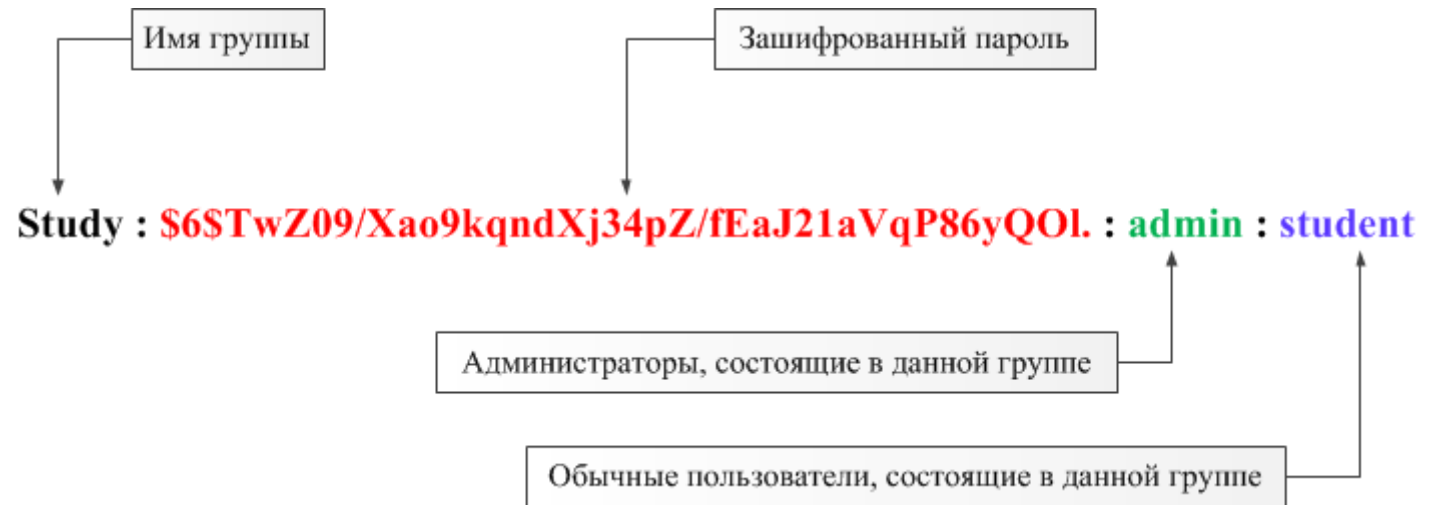 Имя группы
Зашифрованный пароль
Study : $6$TwZ09/Xao9kqndXj34pZ/fEaJ21aVqP86yQOl. : admin : student
Администраторы, состоящие в данной группе
Обычные пользователи, состоящие в данной группе